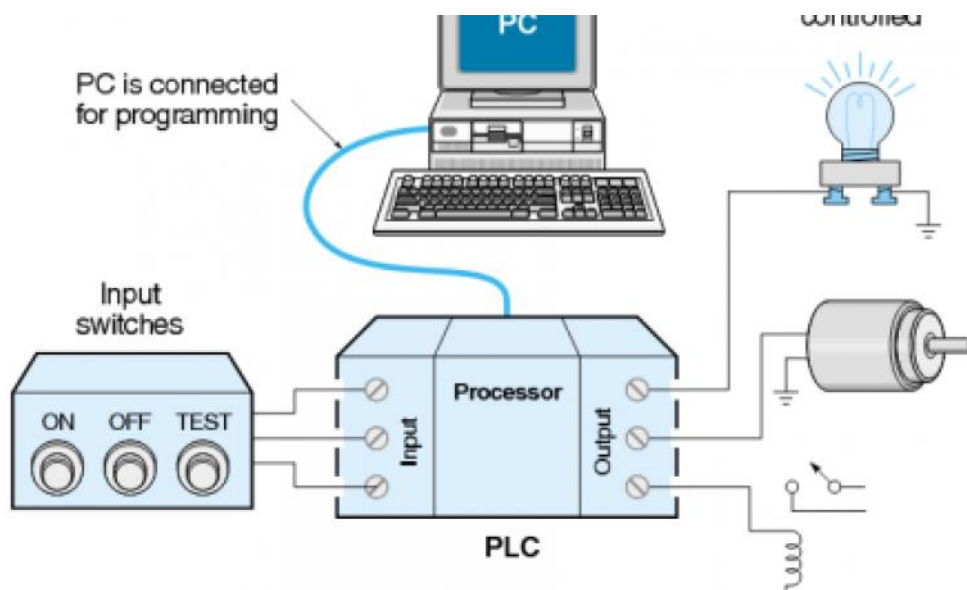 PC
controlled
PC is connected
for programming
Input
switches
ON OFF TEST
Input
Processor
Output
PLC